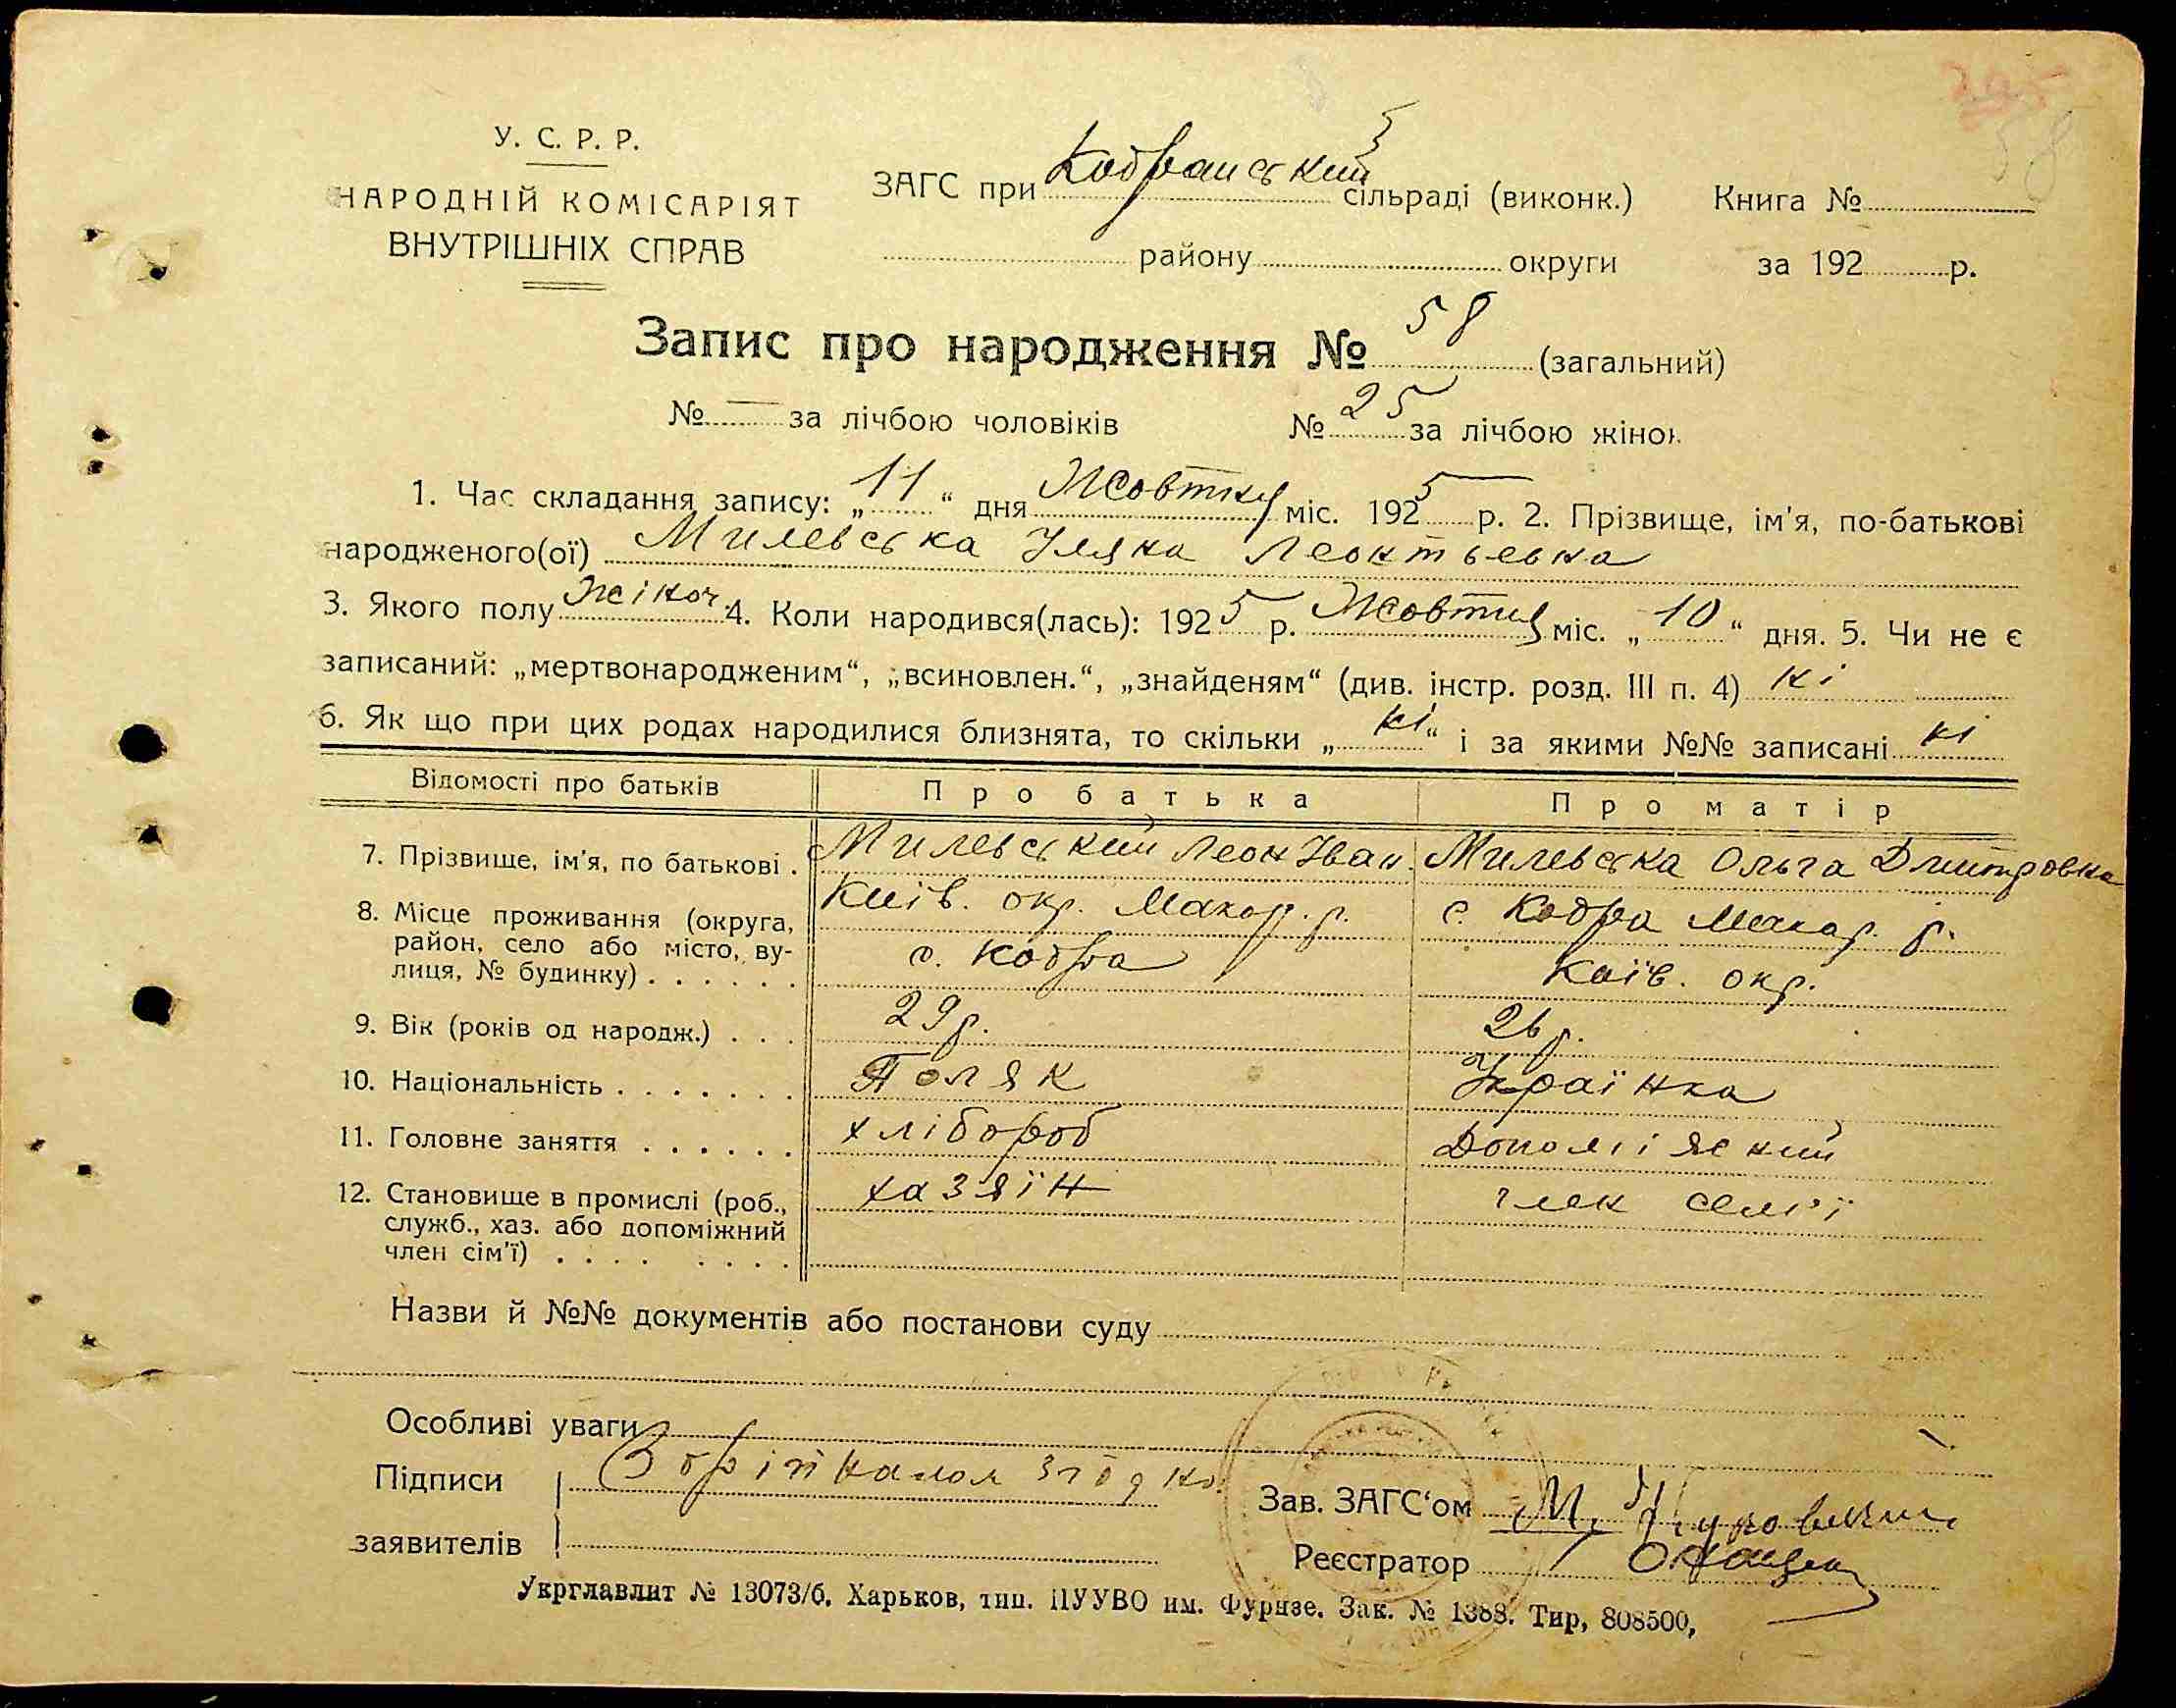 У. С. Р. Р.
НАРОДНІЙ КОМІСАРІЯТ
ВНУТРІШНІХ СПРАВ
ЗАГС при Кодранський сільраді (виконк.) Книга №
району округи за 192 р.
58
Запис про народження № 58 (загальний)
№ — за лічбою чоловіків № 25 за лічбою жінок
1. Час складання запису: „11“ дня Жовтня міс. 1925 р. 2. Прізвище, ім'я, по-батькові
народженого(ої) Милевська Уляна Леонтьевна
3. Якого полу Жіноч. 4. Коли народився(лась): 1925 р. Жовтня міс. „10“ дня. 5. Чи не є
записаний: „мертвонародженим“, „всиновлен.“, „знайденям“ (див. інстр. розд. III п. 4) ні
6. Як що при цих родах народилися близнята, то скільки „ні“ і за якими №№ записані ні
Відомості про батьків Про батька Про матір
7. Прізвище, ім'я, по батькові . Милевський Леон Іван. Милевська Ольга Дмитровна
8. Місце проживання (округа, район, село або місто, вулиця, № будинку) . . . . . .
Київ. окр. Макар. р.
с. Кодра
с. Кодра Макар. р.
Київ. окр.
9. Вік (років од народж.) . . . 29 р. 26 р.
10. Національність . . . . . . . Поляк Українка
11. Головне заняття . . . . . . хлібороб Допоміжний
12. Становище в промислі (роб., служб., хаз. або допоміжний член сім'ї) . . . . . . . .
хазяїн член семʼї
Назви й №№ документів або постанови суду
Особливі уваги
Підписи З орігіналом згодно
заявителів
Зав. ЗАГС‘ом М.
Реєстратор
Укрглавлит № 13073/б. Харьков, тип. ПУУВО им. Фрунзе. Зак. № 1388. Тир, 808500,